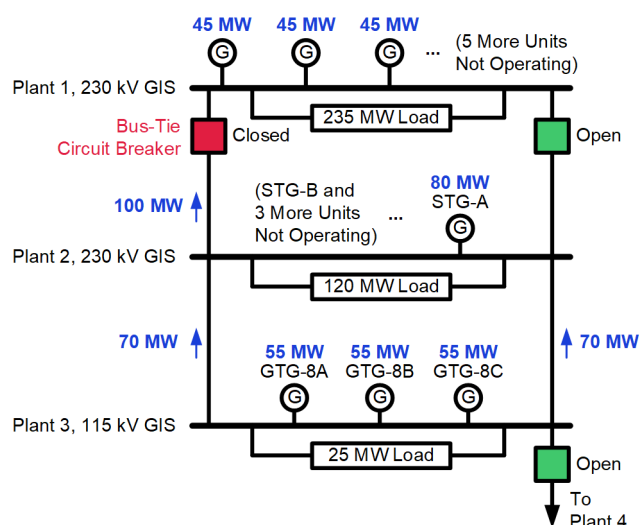 45 MW 45 MW 45 MW
G G G ... (5 More Units
Not Operating)
Plant 1, 230 kV GIS
235 MW Load
Bus-Tie
Circuit Breaker
Closed
Open
100 MW
(STG-B and
3 More Units
Not Operating)
...
80 MW
STG-A
G
Plant 2, 230 kV GIS
120 MW Load
70 MW
70 MW
55 MW 55 MW 55 MW
GTG-8A GTG-8B GTG-8C
G G G
Plant 3, 115 kV GIS
25 MW Load
Open
To
Plant 4